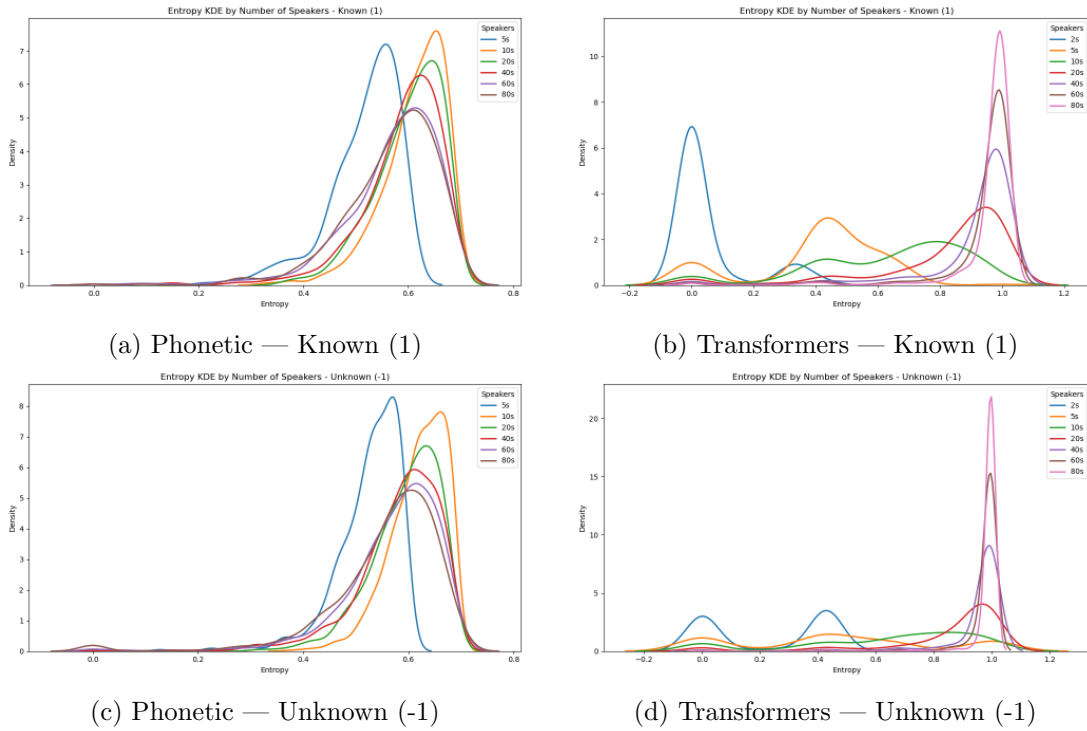 Entropy KDE by Number of Speakers - Known (1)
Speakers
5s
10s
20s
40s
60s
80s
7
6
5
4
3
2
1
0
Density
0.0 0.2 0.4 0.6 0.8
Entropy
(a) Phonetic — Known (1)
Entropy KDE by Number of Speakers - Known (1)
Speakers
2s
5s
10s
20s
40s
60s
80s
10
8
6
4
2
0
Density
−0.2 0.0 0.2 0.4 0.6 0.8 1.0 1.2
Entropy
(b) Transformers — Known (1)
Entropy KDE by Number of Speakers - Unknown (-1)
Speakers
5s
10s
20s
40s
60s
80s
8
7
6
5
4
3
2
1
0
Density
0.0 0.2 0.4 0.6 0.8
Entropy
(c) Phonetic — Unknown (-1)
Entropy KDE by Number of Speakers - Unknown (-1)
Speakers
2s
5s
10s
20s
40s
60s
80s
20
15
10
5
0
Density
−0.2 0.0 0.2 0.4 0.6 0.8 1.0 1.2
Entropy
(d) Transformers — Unknown (-1)